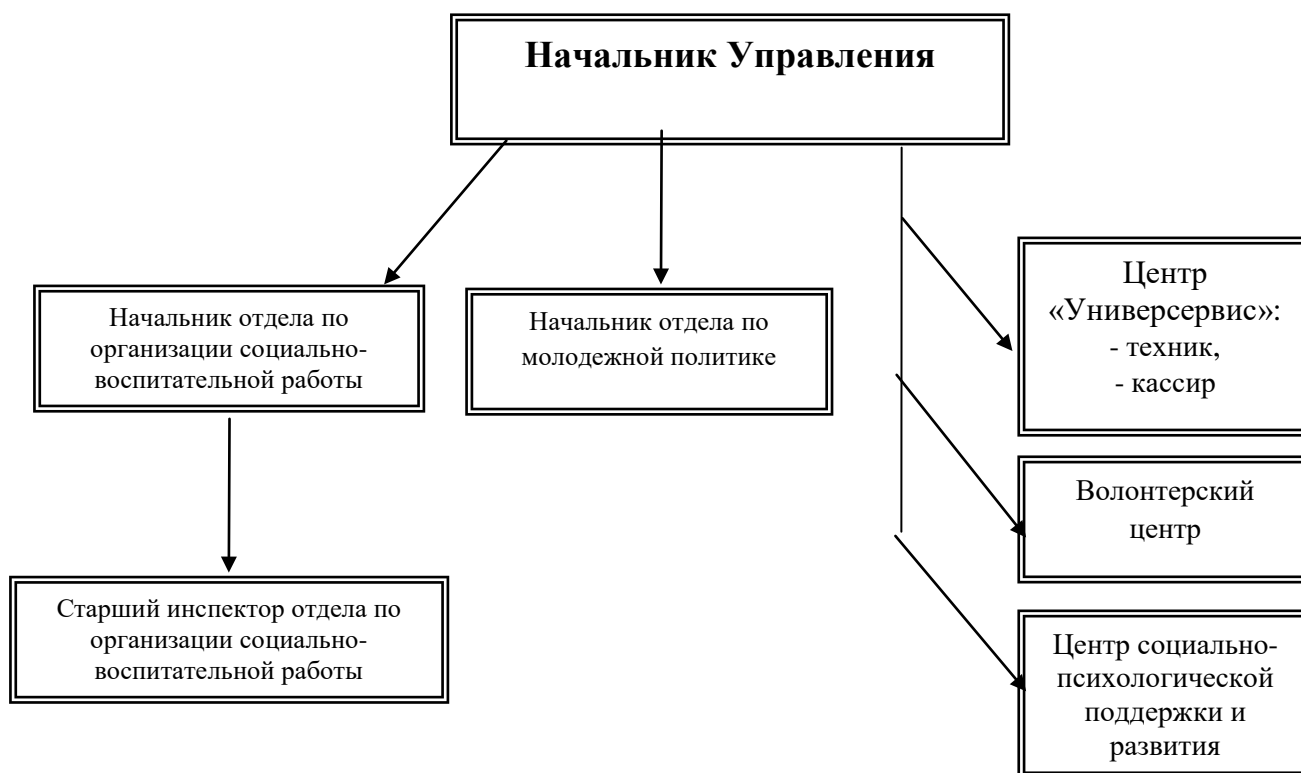 Начальник Управления
Начальник отдела по
организации социально-
воспитательной работы
Начальник отдела по
молодежной политике
Центр
«Универсервис»:
- техник,
- кассир
Волонтерский
центр
Старший инспектор отдела по
организации социально-
воспитательной работы
Центр социально-
психологической
поддержки и
развития